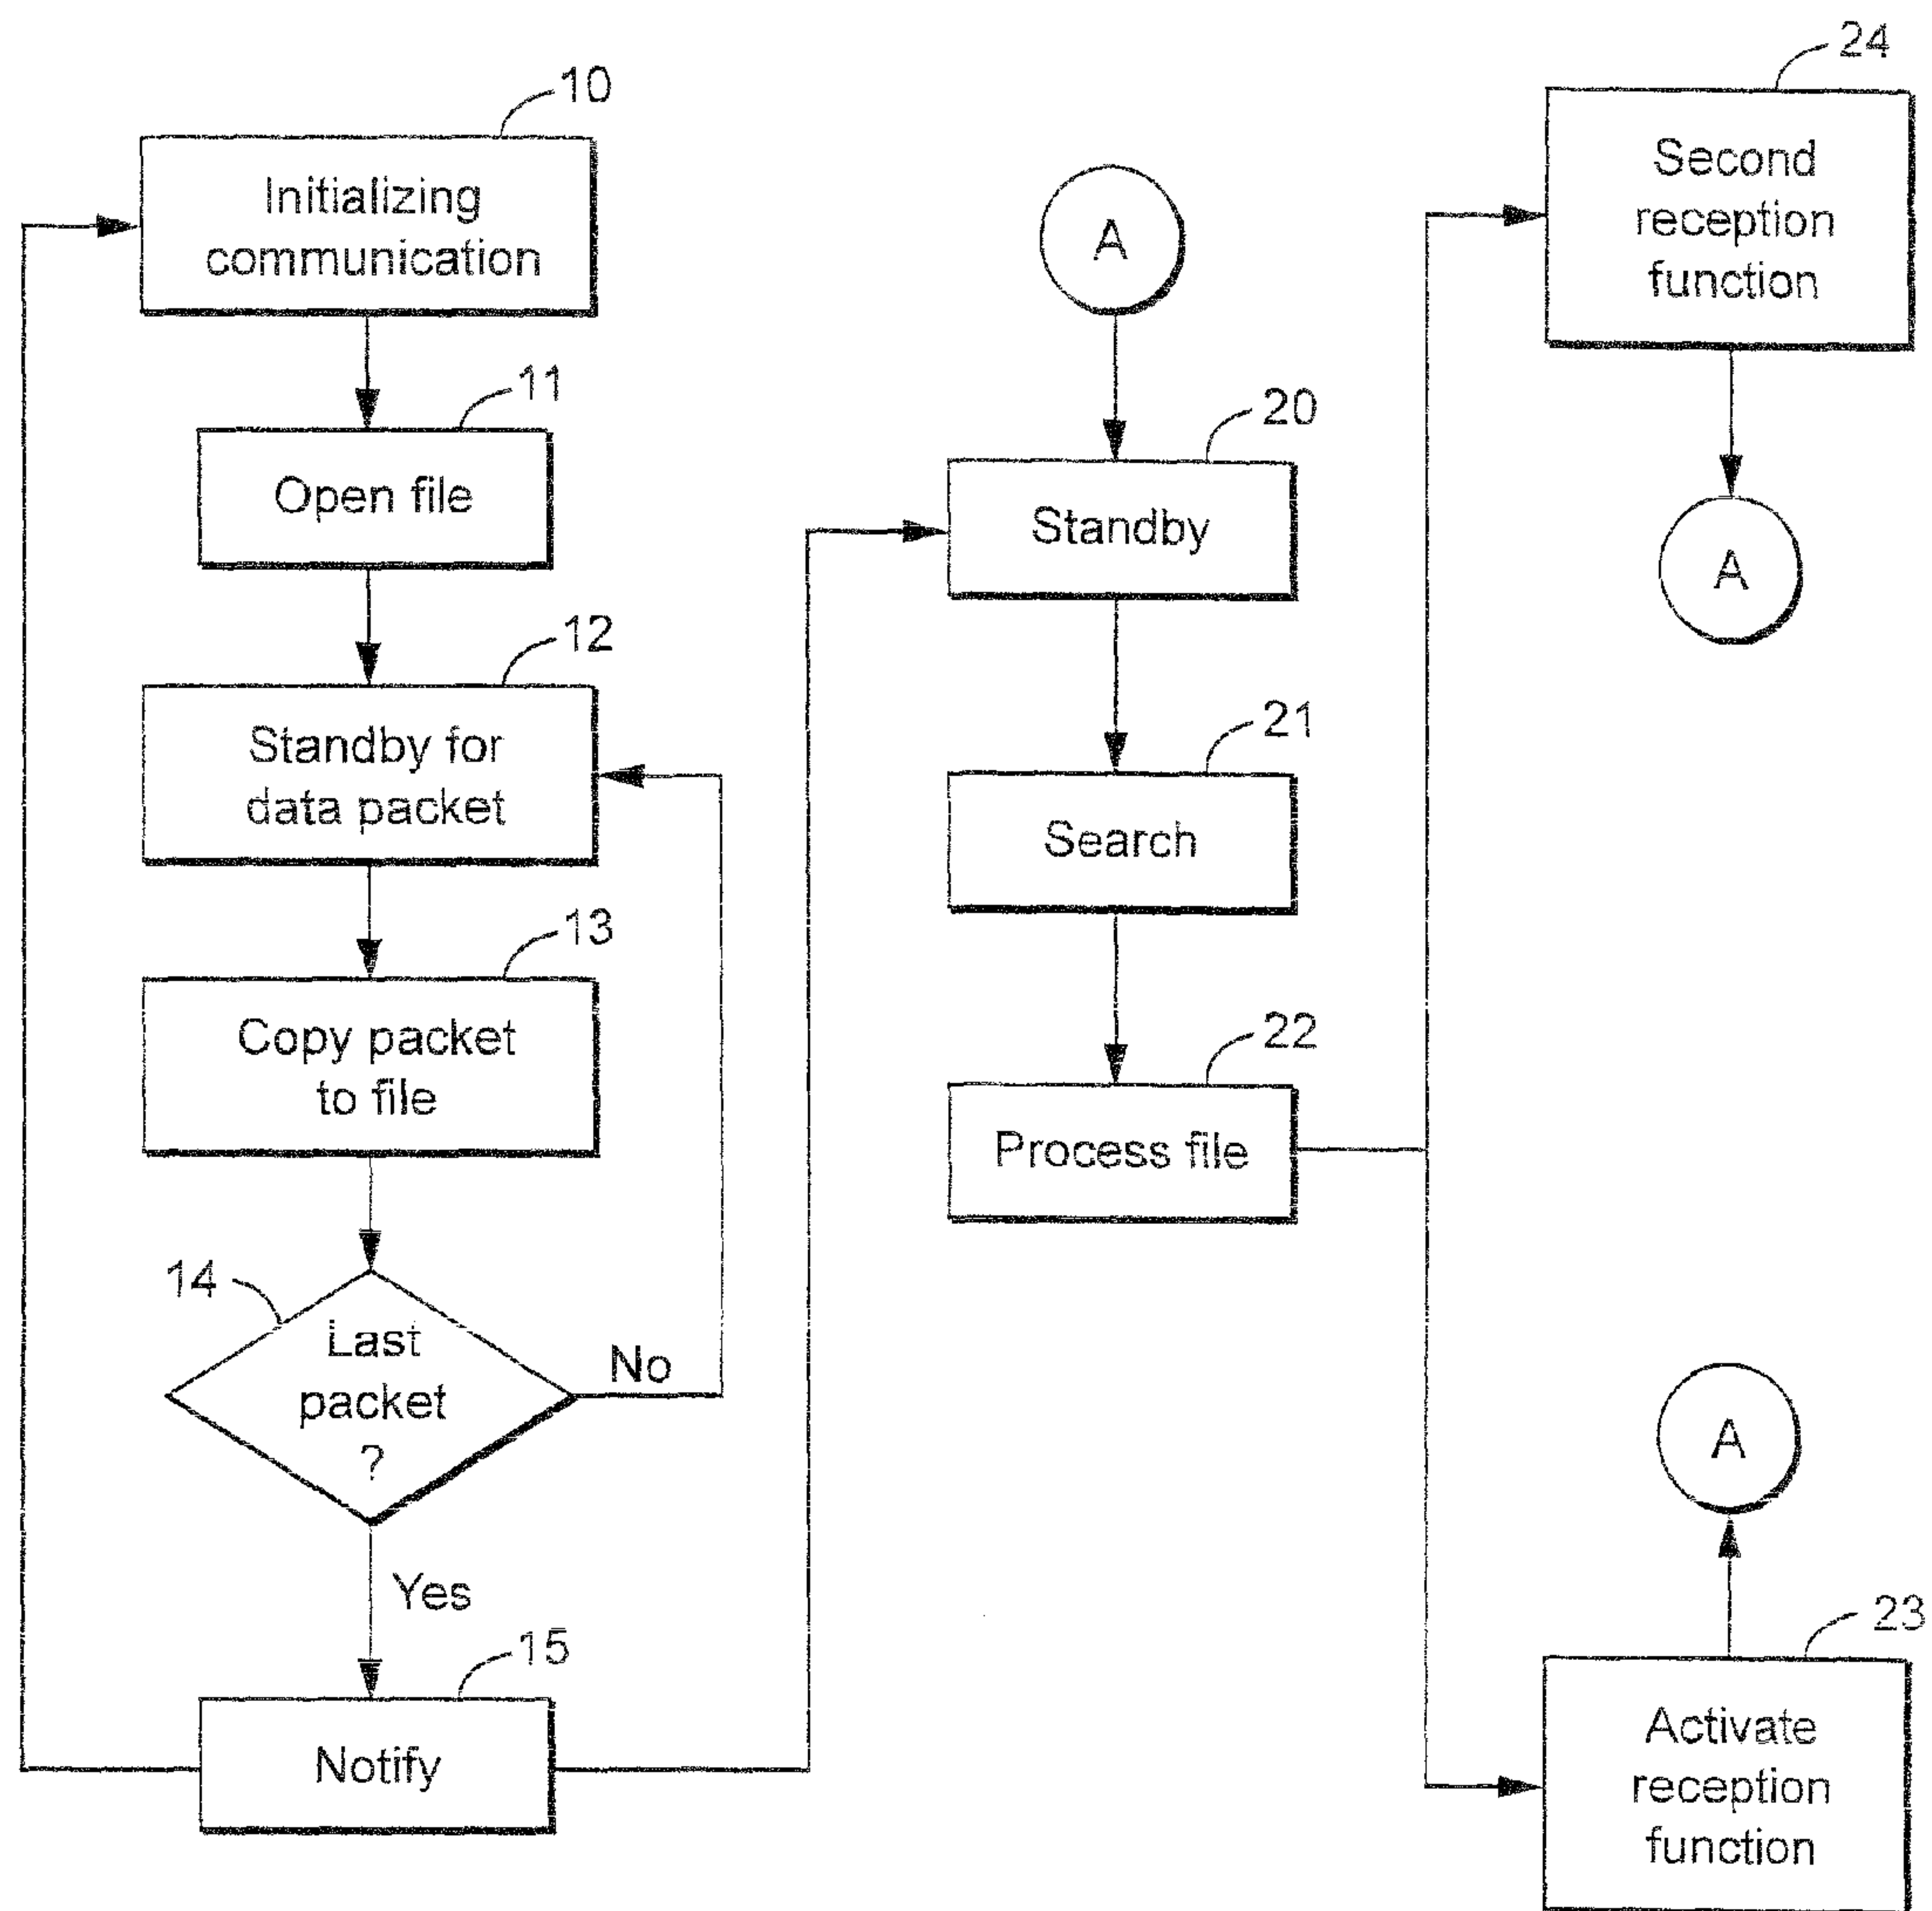 10
Initializing
communication
11
Open file
12
Standby for
data packet
13
Copy packet
to file
14
Last
packet
?
No
Yes
15
Notify
A
20
Standby
21
Search
22
Process file
24
Second
reception
function
A
A
23
Activate
reception
function